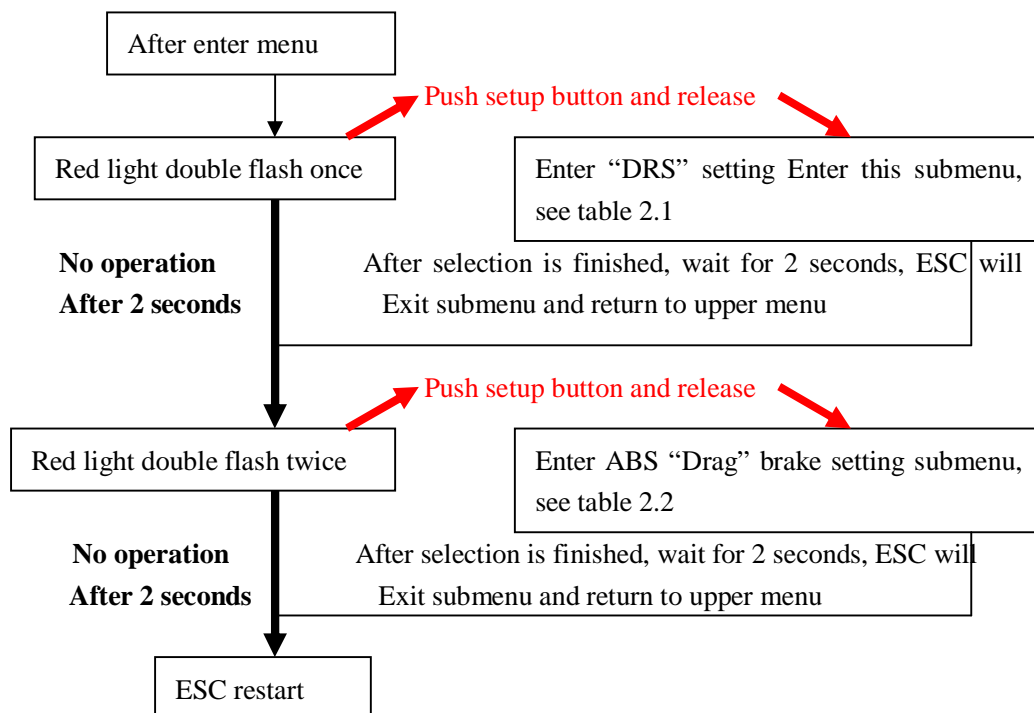 After enter menu
Push setup button and release
Red light double flash once
Enter “DRS” setting Enter this submenu,
see table 2.1
No operation
After 2 seconds
After selection is finished, wait for 2 seconds, ESC will
Exit submenu and return to upper menu
Push setup button and release
Red light double flash twice
Enter ABS “Drag” brake setting submenu,
see table 2.2
No operation
After 2 seconds
After selection is finished, wait for 2 seconds, ESC will
Exit submenu and return to upper menu
ESC restart